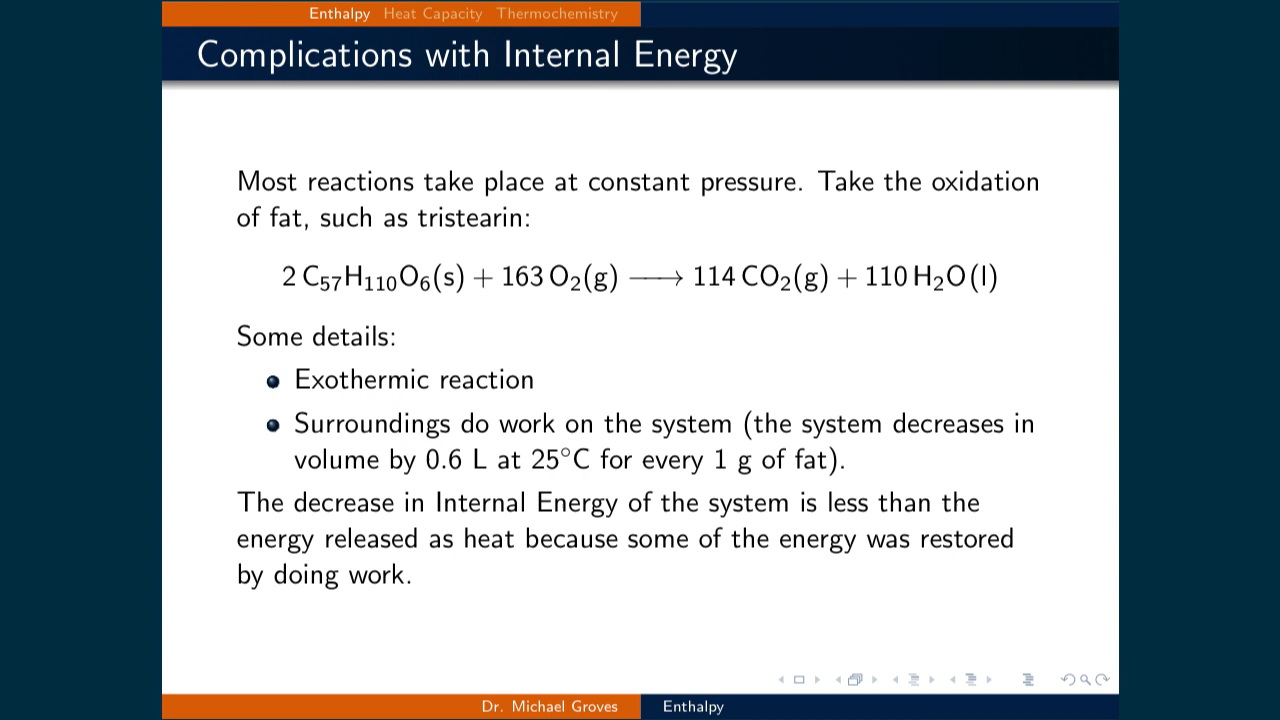 Enthalpy Heat Capacity Thermochemistry
Complications with Internal Energy
Most reactions take place at constant pressure. Take the oxidation
of fat, such as tristearin:
2 C₅₇H₁₁₀O₆(s) + 163 O₂(g) ⟶ 114 CO₂(g) + 110 H₂O(l)
Some details:
Exothermic reaction
Surroundings do work on the system (the system decreases in
volume by 0.6 L at 25°C for every 1 g of fat).
The decrease in Internal Energy of the system is less than the
energy released as heat because some of the energy was restored
by doing work.
Dr. Michael Groves Enthalpy